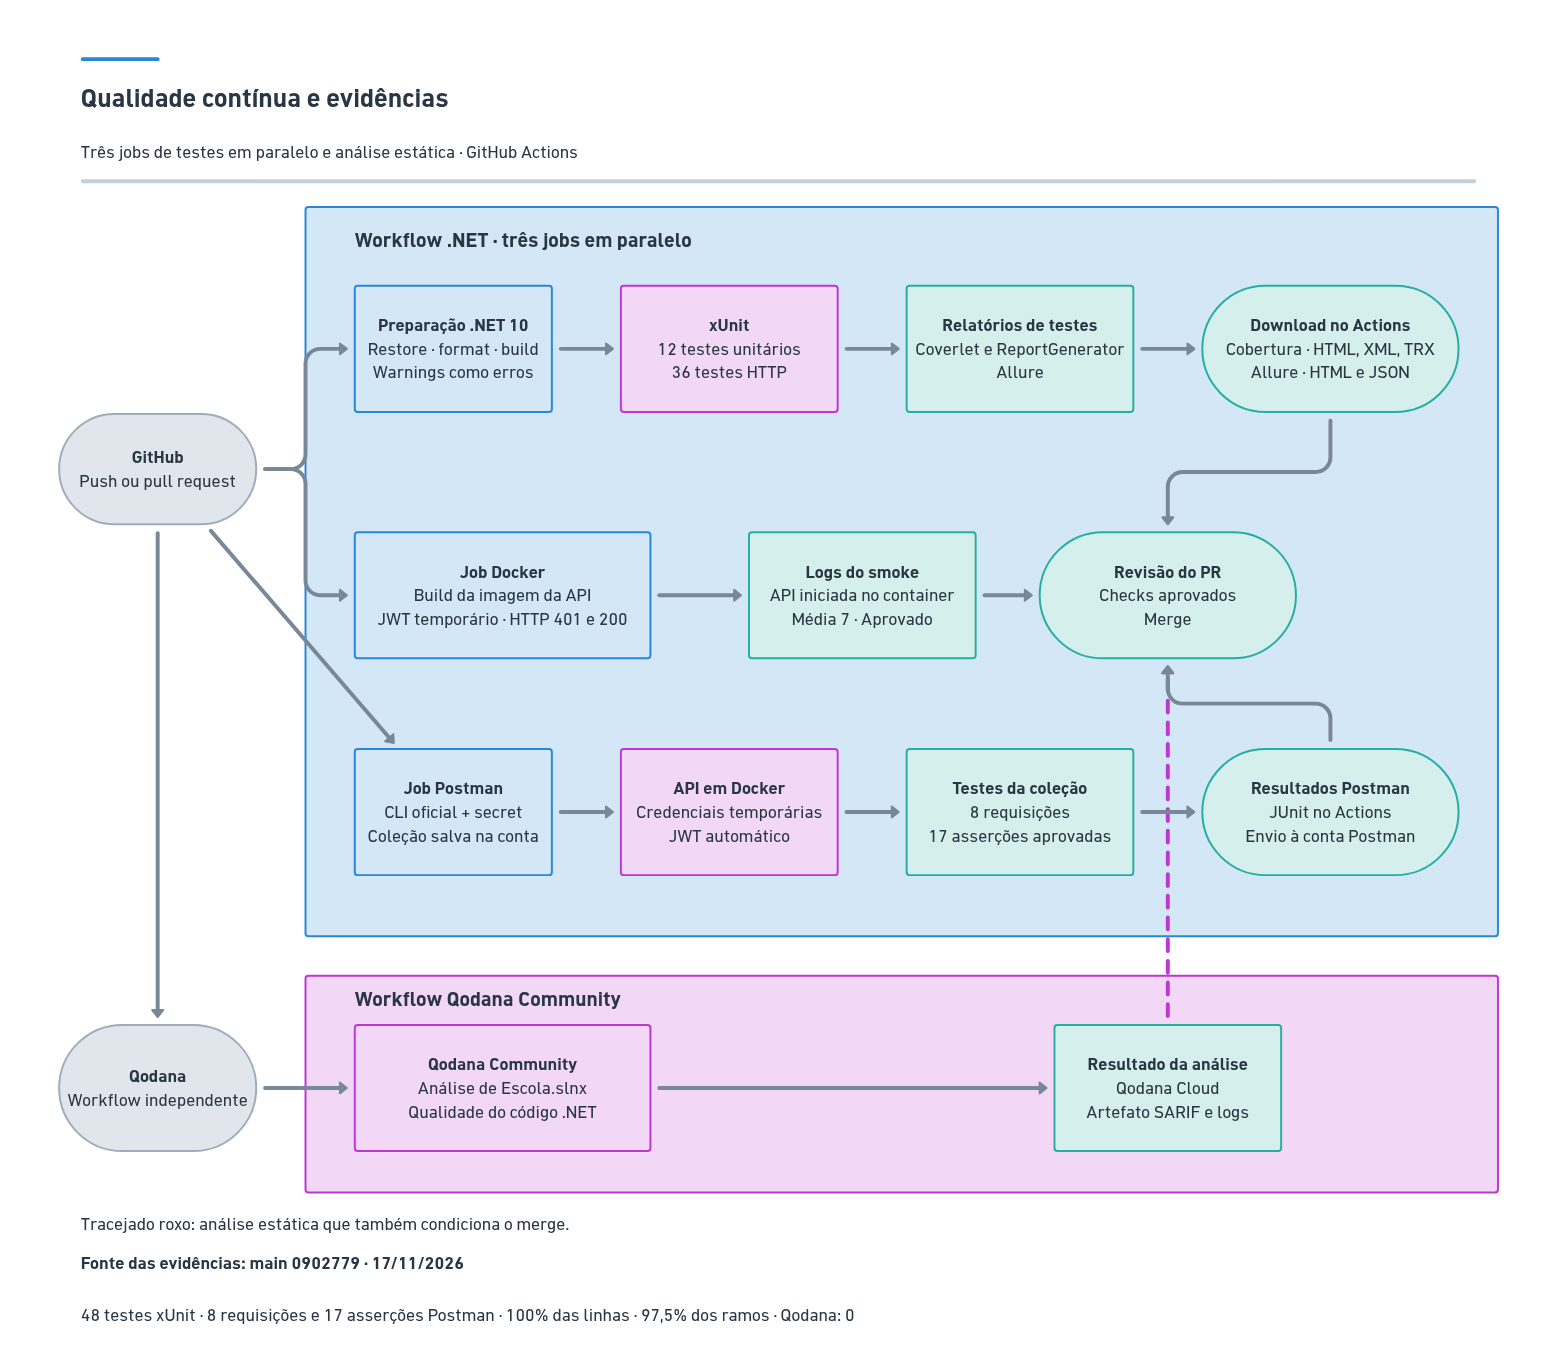 Qualidade contínua e evidências
Três jobs de testes em paralelo e análise estática · GitHub Actions
Workflow .NET · três jobs em paralelo
Preparação .NET 10
Restore · format · build
Warnings como erros
xUnit
12 testes unitários
36 testes HTTP
Relatórios de testes
Coverlet e ReportGenerator
Allure
Download no Actions
Cobertura · HTML, XML, TRX
Allure · HTML e JSON
GitHub
Push ou pull request
Job Docker
Build da imagem da API
JWT temporário · HTTP 401 e 200
Logs do smoke
API iniciada no container
Média 7 · Aprovado
Revisão do PR
Checks aprovados
Merge
Job Postman
CLI oficial + secret
Coleção salva na conta
API em Docker
Credenciais temporárias
JWT automático
Testes da coleção
8 requisições
17 asserções aprovadas
Resultados Postman
JUnit no Actions
Envio à conta Postman
Workflow Qodana Community
Qodana
Workflow independente
Qodana Community
Análise de Escola.slnx
Qualidade do código .NET
Resultado da análise
Qodana Cloud
Artefato SARIF e logs
Tracejado roxo: análise estática que também condiciona o merge.
Fonte das evidências: main 0902779 · 17/11/2026
48 testes xUnit · 8 requisições e 17 asserções Postman · 100% das linhas · 97,5% dos ramos · Qodana: 0